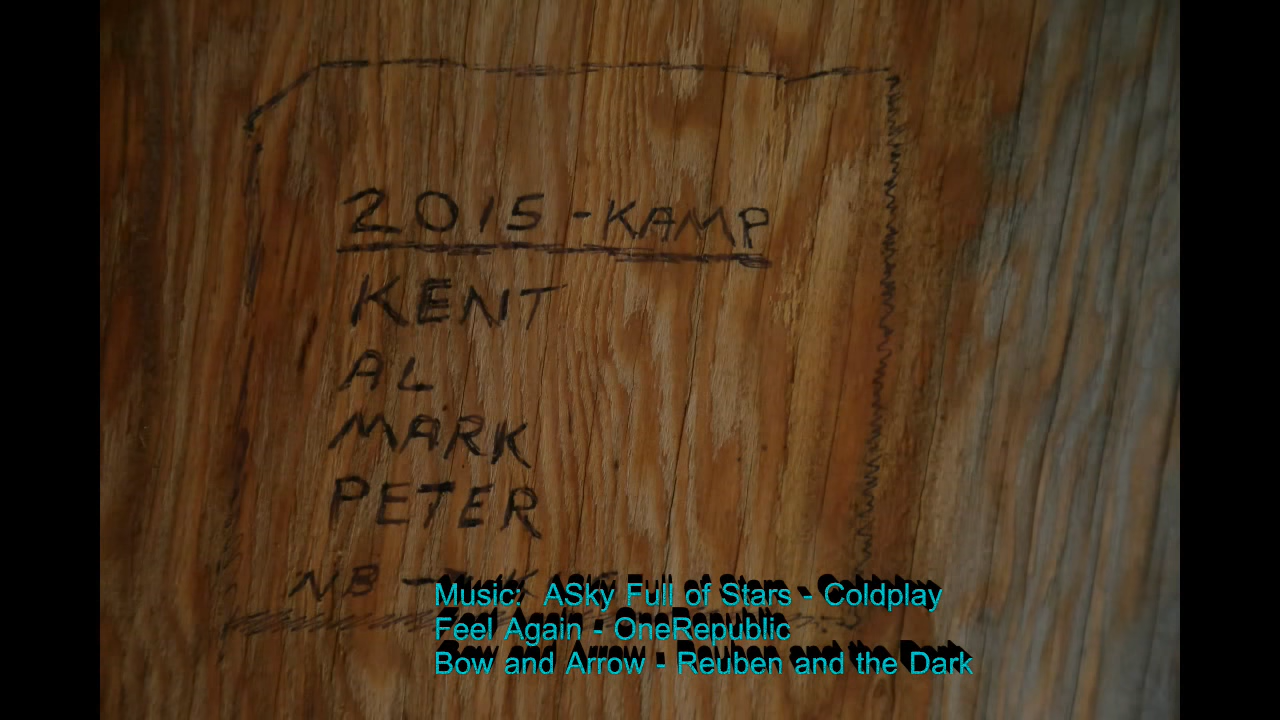 2015 - KAMP
KENT
AL
MARK
PETER
NB -
Music: ASky Full of Stars - Coldplay
Feel Again - OneRepublic
Bow and Arrow - Reuben and the Dark